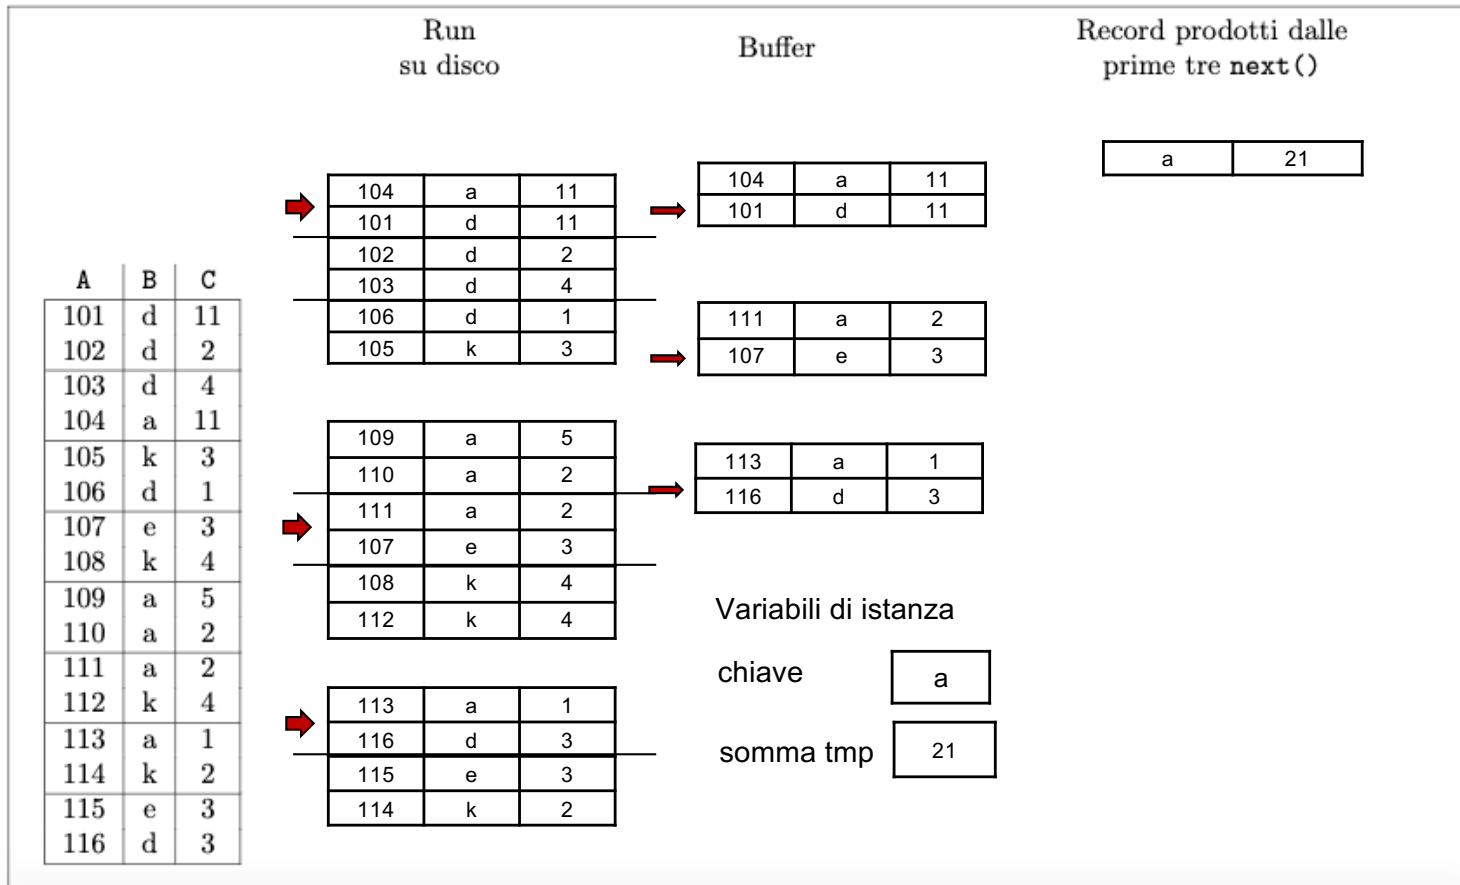 Run
su disco
Buffer
Record prodotti dalle
prime tre next()
a 21
104 a 11
101 d 11
102 d 2
103 d 4
106 d 1
105 k 3
109 a 5
110 a 2
111 a 2
107 e 3
108 k 4
112 k 4
113 a 1
116 d 3
115 e 3
114 k 2
104 a 11
101 d 11
111 a 2
107 e 3
113 a 1
116 d 3
A B C
101 d 11
102 d 2
103 d 4
104 a 11
105 k 3
106 d 1
107 e 3
108 k 4
109 a 5
110 a 2
111 a 2
112 k 4
113 a 1
114 k 2
115 e 3
116 d 3
Variabili di istanza
chiave a
somma tmp 21